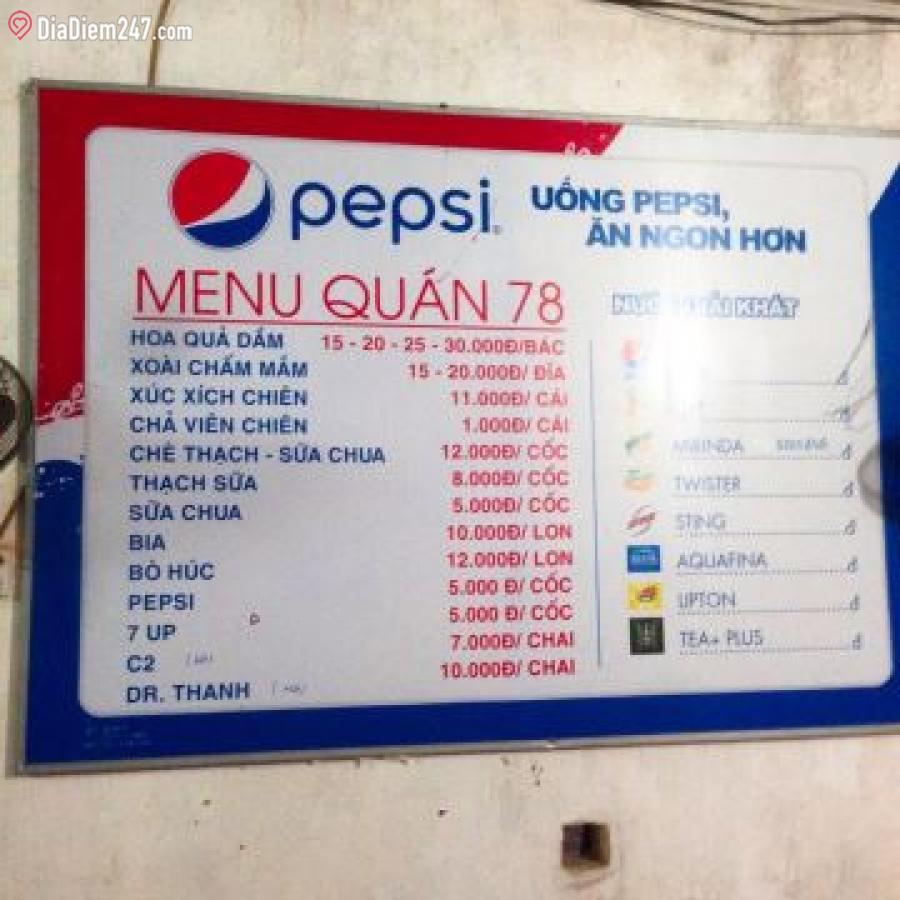 DiaDiem247.com
pepsi
UỐNG PEPSI,
ĂN NGON HƠN
MENU QUÁN 78
HOA QUẢ DẦM 15 - 20 - 25 - 30.000Đ/BÁC
XOÀI CHẤM MẮM 15 - 20.000Đ/ ĐĨA
XÚC XÍCH CHIÊN 11.000Đ/ CÁI
CHẢ VIÊN CHIÊN 1.000Đ/ CÁI
CHÈ THẠCH - SỮA CHUA 12.000Đ/ CỐC
THẠCH SỮA 8.000Đ/ CỐC
SỮA CHUA 5.000Đ/ CỐC
BIA 10.000Đ/ LON
BÒ HÚC 12.000Đ/ LON
PEPSI 5.000 Đ/ CỐC
7 UP 5.000 Đ/ CỐC
C2 7.000Đ/ CHAI
DR. THANH 10.000Đ/ CHAI
KHÁT
đ
đ
MIRINDA đ
TWISTER đ
STING đ
AQUAFINA đ
LIPTON đ
TEA+ PLUS đ